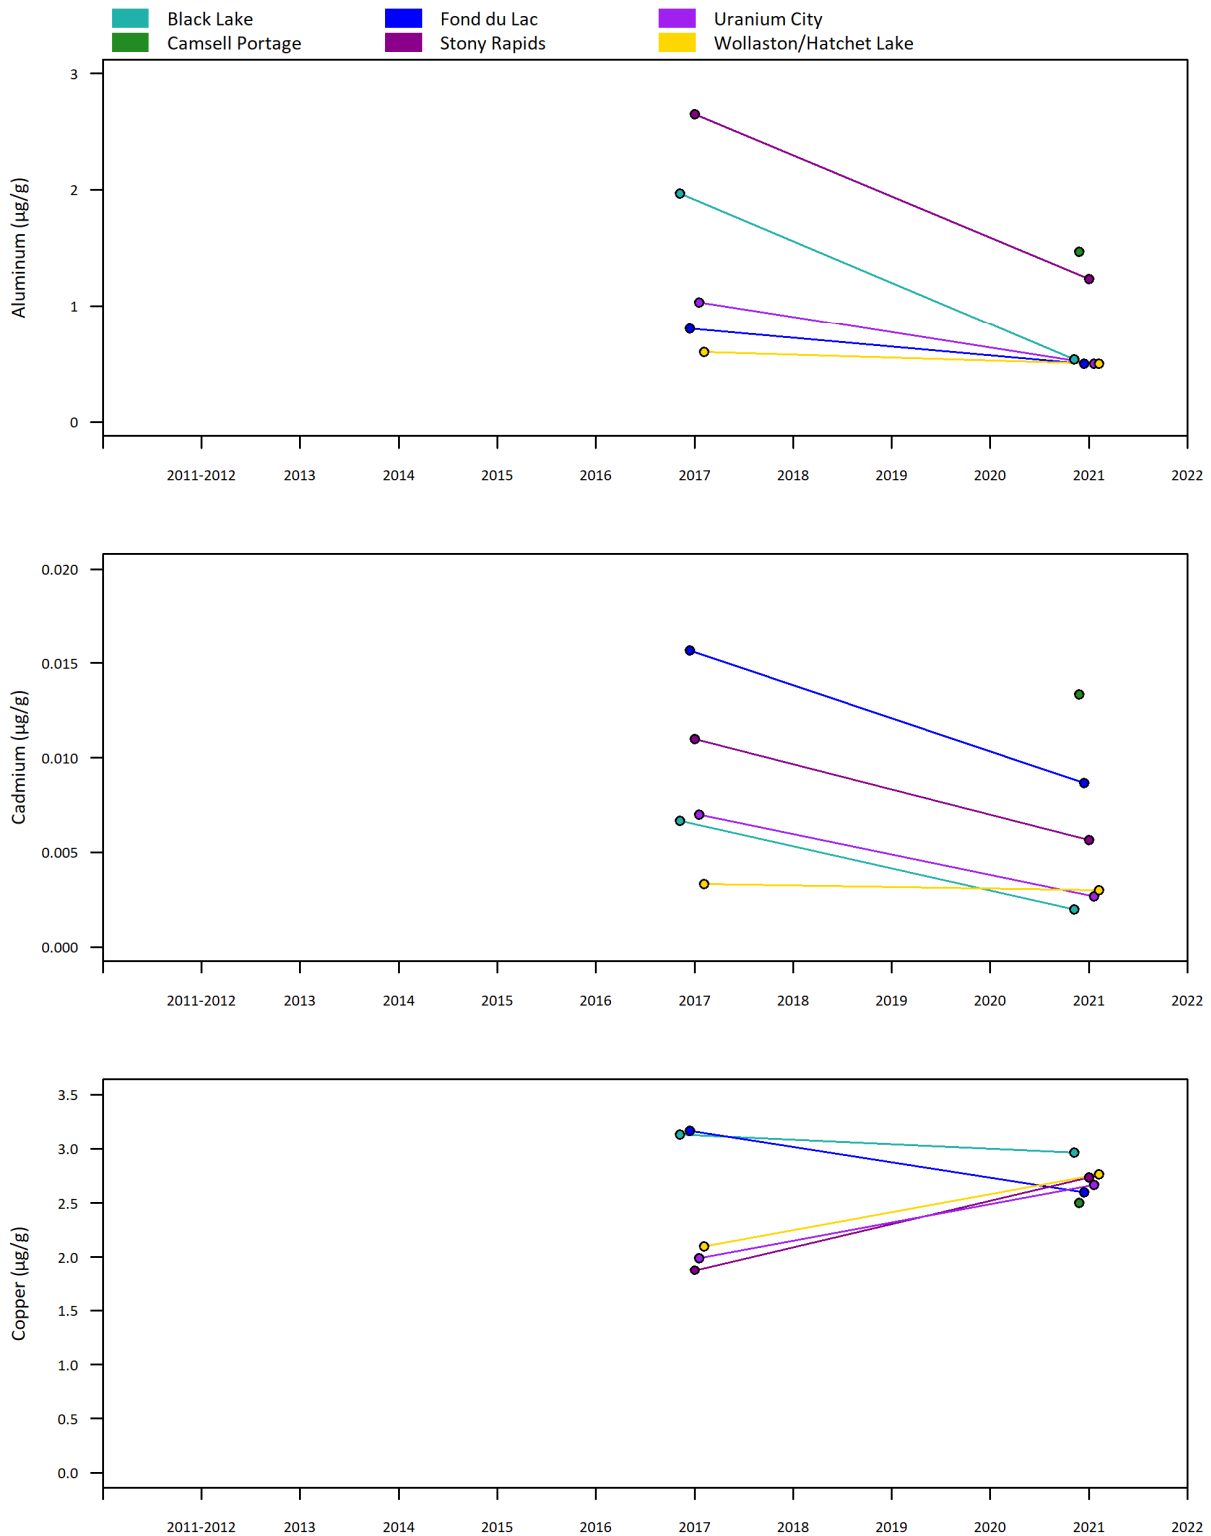 Black Lake Fond du Lac Uranium City
Camsell Portage Stony Rapids Wollaston/Hatchet Lake
Aluminum (µg/g)
3
2
1
0
2011-2012 2013 2014 2015 2016 2017 2018 2019 2020 2021 2022
Cadmium (µg/g)
0.020
0.015
0.010
0.005
0.000
2011-2012 2013 2014 2015 2016 2017 2018 2019 2020 2021 2022
Copper (µg/g)
3.5
3.0
2.5
2.0
1.5
1.0
0.5
0.0
2011-2012 2013 2014 2015 2016 2017 2018 2019 2020 2021 2022